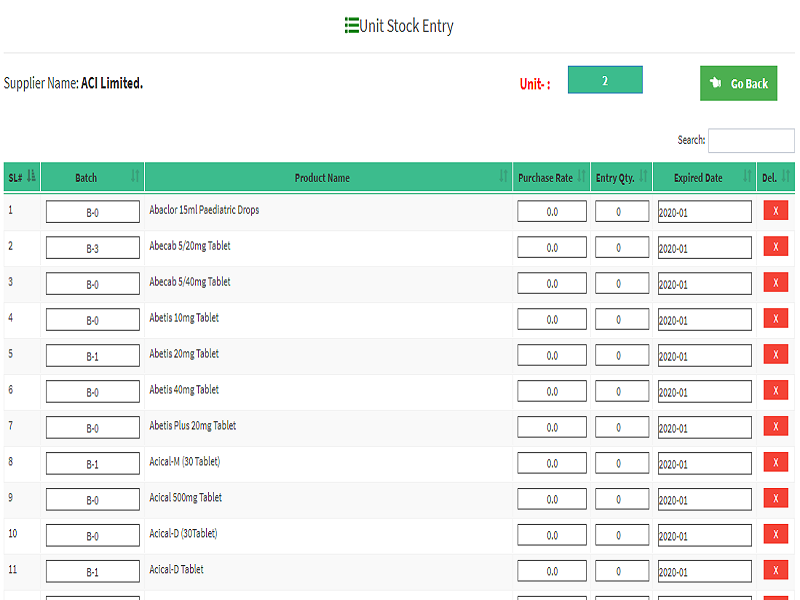 Unit Stock Entry
Supplier Name: ACI Limited.
Unit- :
2
Go Back
Search:
SL# Batch Product Name Purchase Rate Entry Qty. Expired Date Del.
1 B-0 Abaclor 15ml Paediatric Drops 0.0 0 2020-01 X
2 B-3 Abecab 5/20mg Tablet 0.0 0 2020-01 X
3 B-0 Abecab 5/40mg Tablet 0.0 0 2020-01 X
4 B-0 Abetis 10mg Tablet 0.0 0 2020-01 X
5 B-1 Abetis 20mg Tablet 0.0 0 2020-01 X
6 B-0 Abetis 40mg Tablet 0.0 0 2020-01 X
7 B-0 Abetis Plus 20mg Tablet 0.0 0 2020-01 X
8 B-1 Acical-M (30 Tablet) 0.0 0 2020-01 X
9 B-0 Acical 500mg Tablet 0.0 0 2020-01 X
10 B-0 Acical-D (30Tablet) 0.0 0 2020-01 X
11 B-1 Acical-D Tablet 0.0 0 2020-01 X